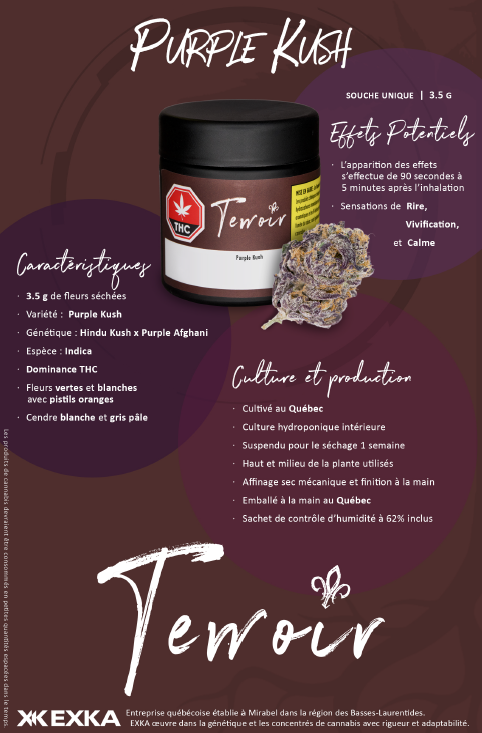 PURPLE KUSH
SOUCHE UNIQUE | 3.5 G
Effets Potentiels
· L'apparition des effets
s'effectue de 90 secondes à
5 minutes après l'inhalation
· Sensations de Rire,
Vivification,
et Calme
THC
Terroir
Purple Kush
Caractéristiques
· 3.5 g de fleurs séchées
· Variété : Purple Kush
· Génétique : Hindu Kush x Purple Afghani
· Espèce : Indica
· Dominance THC
· Fleurs vertes et blanches
avec pistils oranges
· Cendre blanche et gris pâle
Culture et production
· Cultivé au Québec
· Culture hydroponique intérieure
· Suspendu pour le séchage 1 semaine
· Haut et milieu de la plante utilisés
· Affinage sec mécanique et finition à la main
· Emballé à la main au Québec
· Sachet de contrôle d'humidité à 62% inclus
Les produits de cannabis devraient être consommés en petites quantités espacées dans le temps.
Terroir
EXKA
Entreprise québécoise établie à Mirabel dans la région des Basses-Laurentides.
EXKA œuvre dans la génétique et les concentrés de cannabis avec rigueur et adaptabilité.